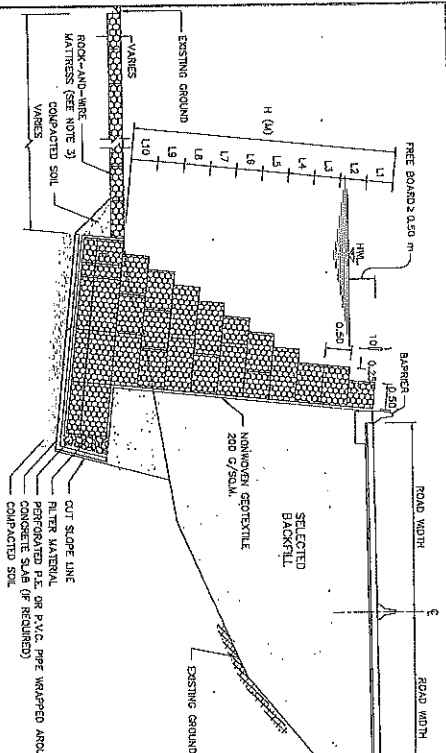 FREE BOARD ≥ 0.50 m
HWL
H (M)
L1
L2
L3
L4
L5
L6
L7
L8
L9
L10
EXISTING GROUND
VARIES
ROCK-AND-WIRE
MATTRESS (SEE NOTE 3)
COMPACTED SOIL
VARIES
0.50
10
1
0.25
0.50
BARRIER
ROAD WIDTH
℄
ROAD WIDTH
SELECTED
BACKFILL
NONWOVEN GEOTEXTILE
200 G/SQ.M.
EXISTING GROUND
CUT SLOPE LINE
FILTER MATERIAL
PERFORATED P.E. OR P.V.C. PIPE WRAPPED AROU
CONCRETE SLAB (IF REQUIRED)
COMPACTED SOIL